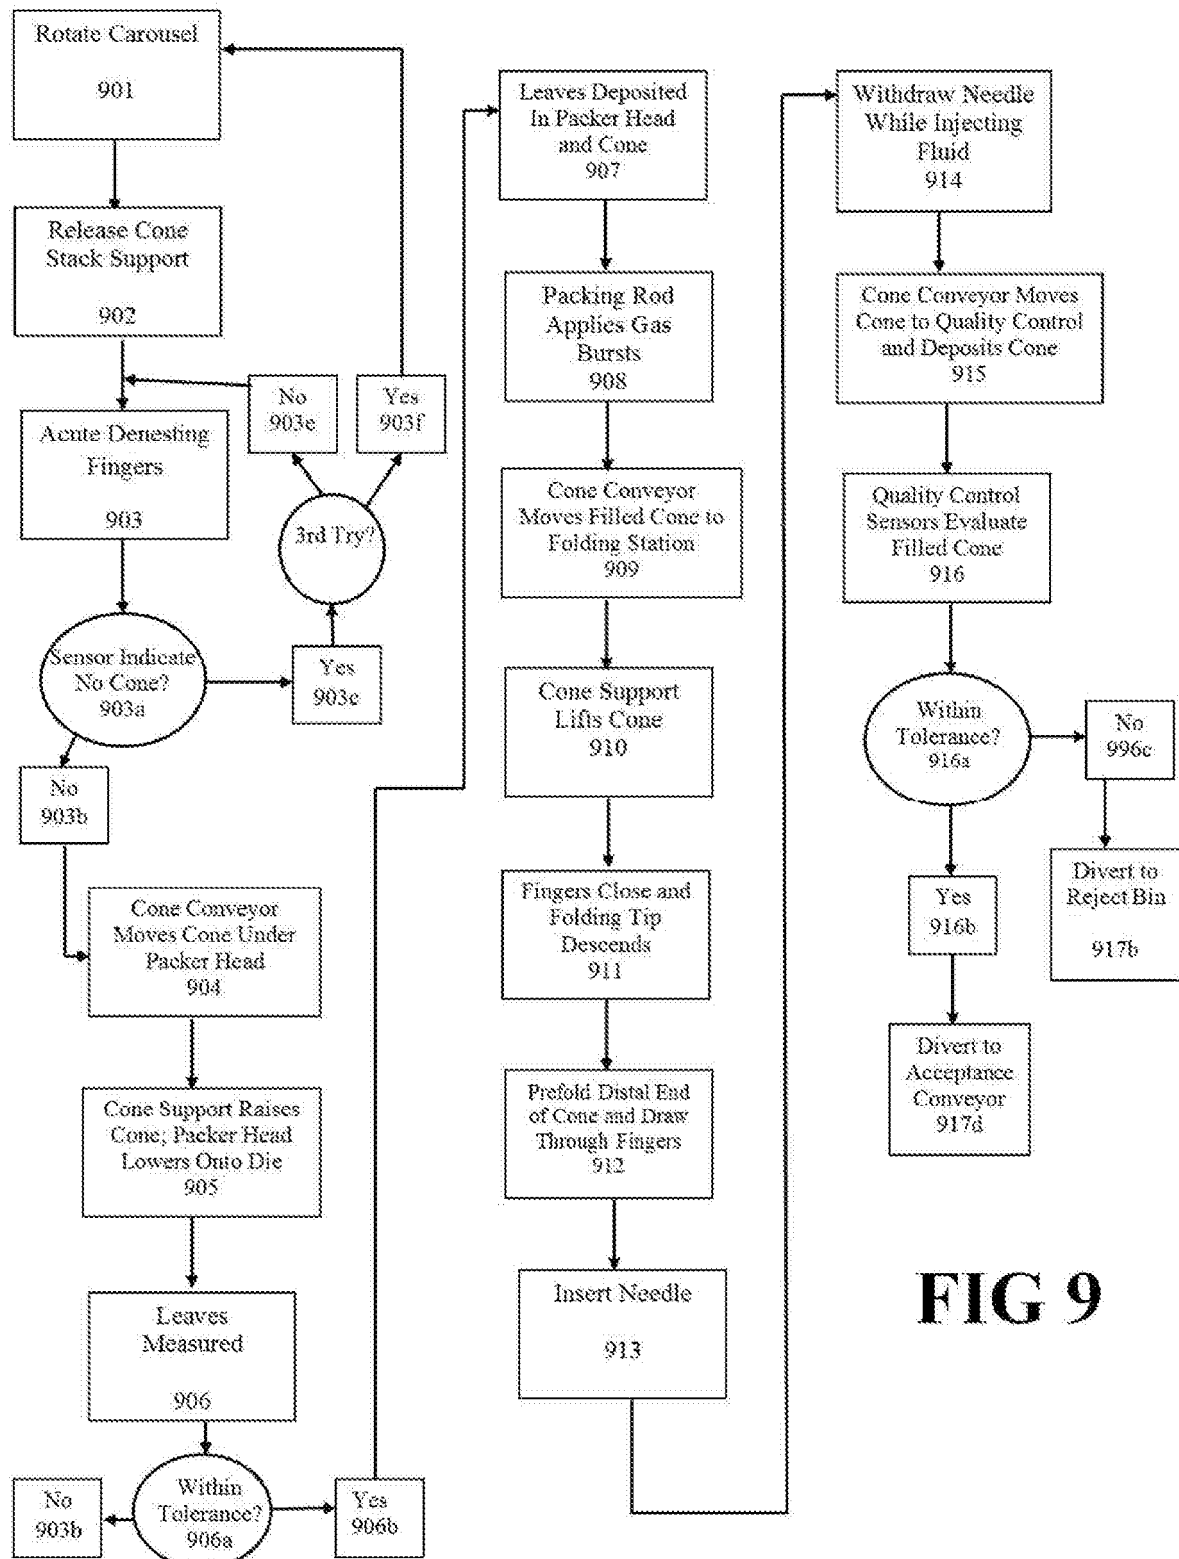 Rotate Carousel
901
Release Cone
Stack Support
902
No
903e
Yes
903f
Acute Denesting
Fingers
903
3rd Try?
Sensor Indicate
No Cone?
903a
Yes
903c
No
903b
Cone Conveyor
Moves Cone Under
Packer Head
904
Cone Support Raises
Cone; Packer Head
Lowers Onto Die
905
Leaves
Measured
906
Within
Tolerance?
906a
No
903b
Yes
906b
Leaves Deposited
In Packer Head
and Cone
907
Packing Rod
Applies Gas
Bursts
908
Cone Conveyor
Moves Filled Cone to
Folding Station
909
Cone Support
Lifts Cone
910
Fingers Close and
Folding Tip
Descends
911
Prefold Distal End
of Cone and Draw
Through Fingers
912
Insert Needle
913
Withdraw Needle
While Injecting
Fluid
914
Cone Conveyor Moves
Cone to Quality Control
and Deposits Cone
915
Quality Control
Sensors Evaluate
Filled Cone
916
Within
Tolerance?
916a
No
996c
Yes
916b
Divert to
Reject Bin
917b
Divert to
Acceptance
Conveyor
917d
FIG 9